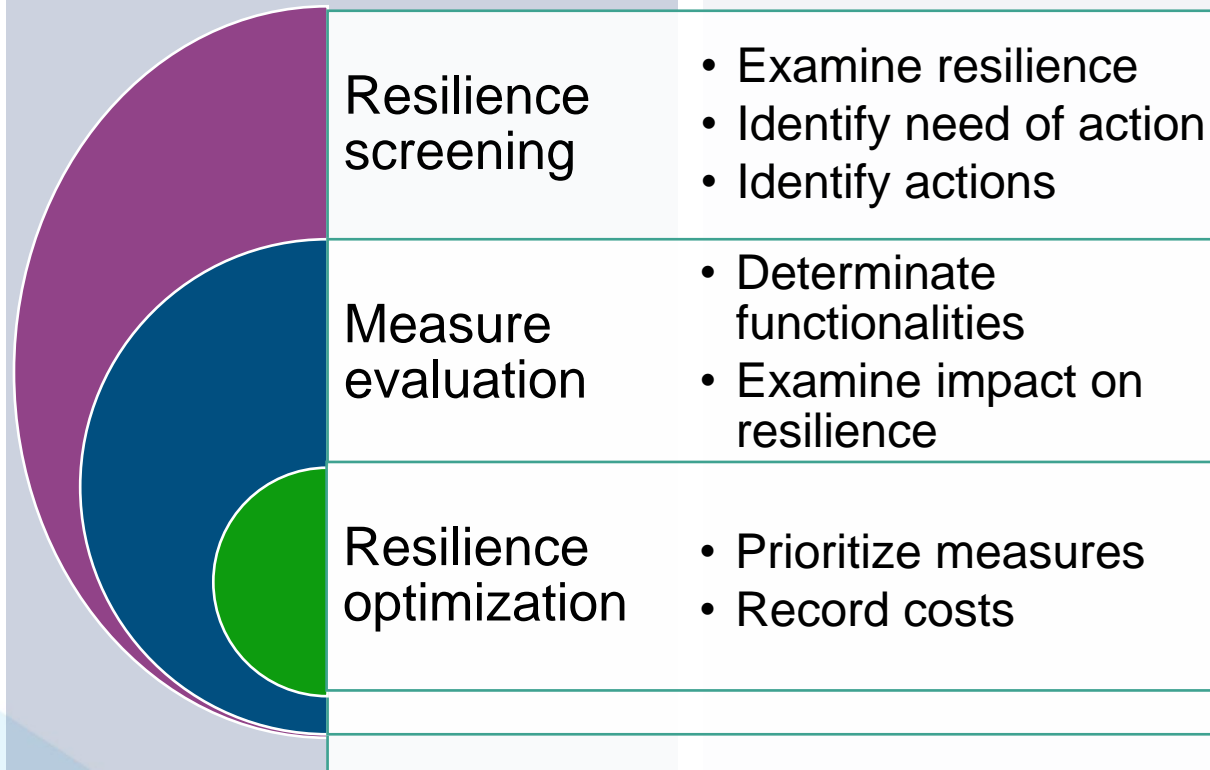 Resilience
screening
• Examine resilience
• Identify need of action
• Identify actions
Measure
evaluation
• Determinate
functionalities
• Examine impact on
resilience
Resilience
optimization
• Prioritize measures
• Record costs